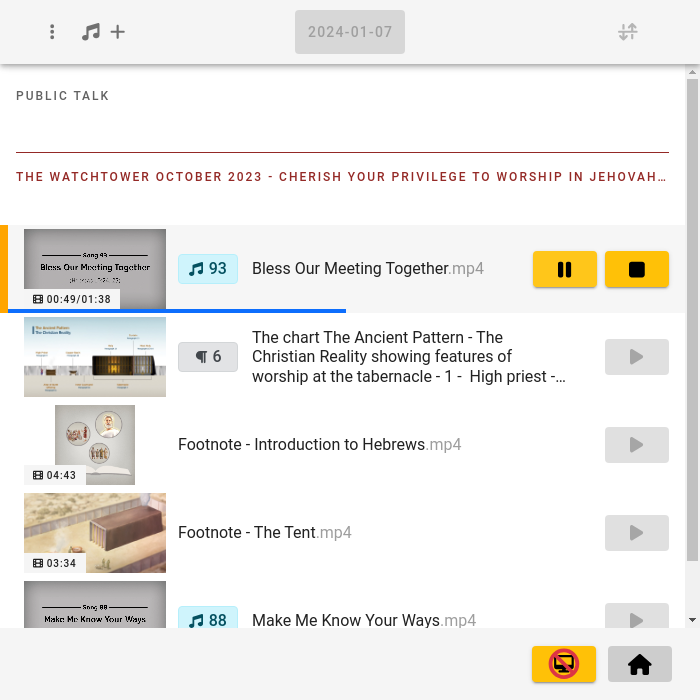 2024-01-07
PUBLIC TALK
THE WATCHTOWER OCTOBER 2023 - CHERISH YOUR PRIVILEGE TO WORSHIP IN JEHOVAH…
Song 93
Bless Our Meeting Together
00:49/01:38
93
Bless Our Meeting Together.mp4
The Ancient Pattern
The Christian Reality
¶ 6
The chart The Ancient Pattern - The
Christian Reality showing features of
worship at the tabernacle - 1 - High priest -…
04:43
Footnote - Introduction to Hebrews.mp4
03:34
Footnote - The Tent.mp4
Song 88
Make Me Know Your Ways
88
Make Me Know Your Ways.mp4